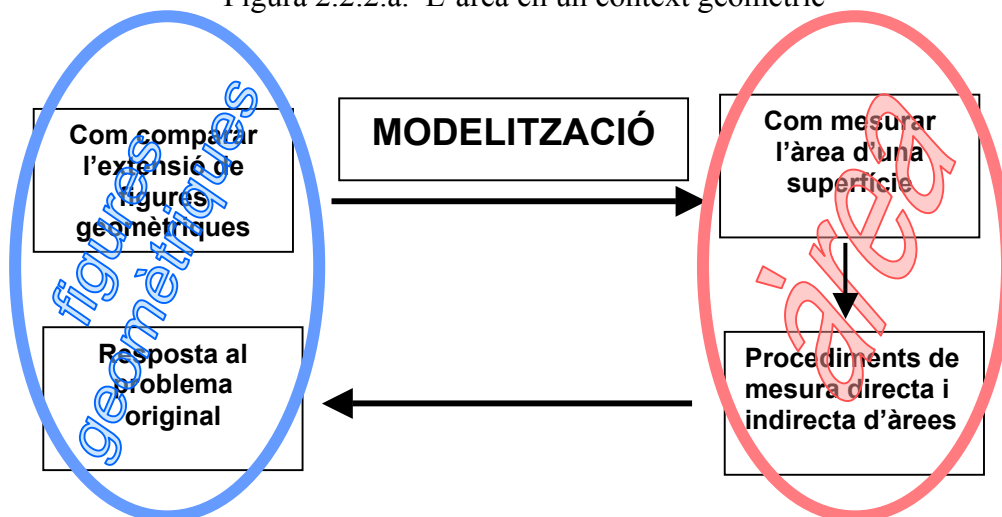 Figura 2.2.2.a.  L’àrea en un context geomètric
Com comparar
l’extensió de
figures
geomètriques
MODELITZACIÓ
Com mesurar
l’àrea d’una
superfície
figures
geomètriques
àrea
Resposta al
problema
original
Procediments de
mesura directa i
indirecta d’àrees